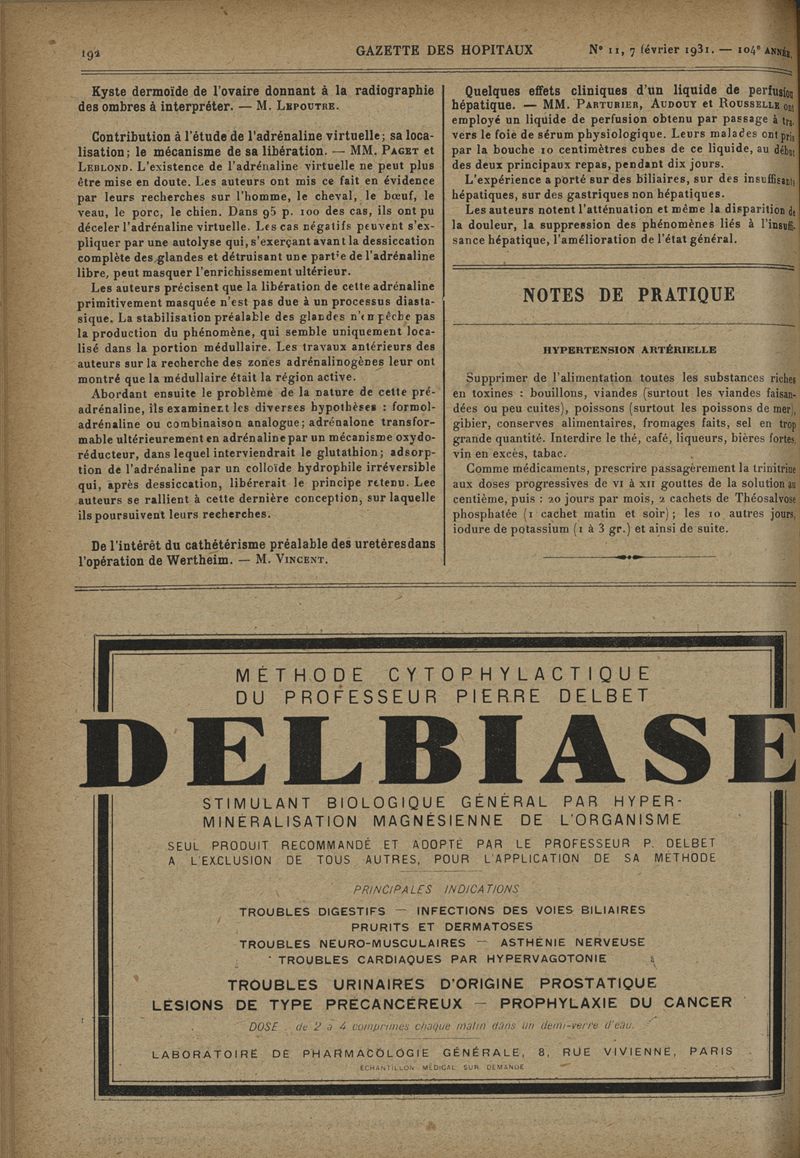 192
GAZETTE DES HOPITAUX
N° 11, 7 février 1931. — 104e ANNÉE.
Kyste dermoïde de l'ovaire donnant à la radiographie
des ombres à interpréter. — M. LEPOUTRE.
Contribution à l'étude de l'adrénaline virtuelle; sa loca-
lisation; le mécanisme de sa libération. — MM. PAGET et
LEBLOND. L'existence de l'adrénaline virtuelle ne peut plus
être mise en doute. Les auteurs ont mis ce fait en évidence
par leurs recherches sur l'homme, le cheval, le bœuf, le
veau, le porc, le chien. Dans 95 p. 100 des cas, ils ont pu
déceler l'adrénaline virtuelle. Les cas négatifs peuvent s'ex-
pliquer par une autolyse qui, s'exerçant avant la dessiccation
complète des glandes et détruisant une partie de l'adrénaline
libre, peut masquer l'enrichissement ultérieur.
Les auteurs précisent que la libération de cette adrénaline
primitivement masquée n'est pas due à un processus diasta-
sique. La stabilisation préalable des glandes n'empêche pas
la production du phénomène, qui semble uniquement loca-
lisé dans la portion médullaire. Les travaux antérieurs des
auteurs sur la recherche des zones adrénalinogènes leur ont
montré que la médullaire était la région active.
Abordant ensuite le problème de la nature de cette pré-
adrénaline, ils examinent les diverses hypothèses : formol-
adrénaline ou combinaison analogue; adrénalone transfor-
mable ultérieurement en adrénaline par un mécanisme oxydo-
réducteur, dans lequel interviendrait le glutathion; adsorp-
tion de l'adrénaline par un colloïde hydrophile irréversible
qui, après dessiccation, libérerait le principe retenu. Lee
auteurs se rallient à cette dernière conception, sur laquelle
ils poursuivent leurs recherches.
De l'intérêt du cathétérisme préalable des uretères dans
l'opération de Wertheim. — M. VINCENT.
Quelques effets cliniques d'un liquide de perfusion
hépatique. — MM. PARTURIER, AUDOUY et ROUSSELLE ont
employé un liquide de perfusion obtenu par passage à tra-
vers le foie de sérum physiologique. Leurs malades ont pris
par la bouche 10 centimètres cubes de ce liquide, au début
des deux principaux repas, pendant dix jours.
L'expérience a porté sur des biliaires, sur des insuffisants
hépatiques, sur des gastriques non hépatiques.
Les auteurs notent l'atténuation et même la disparition de
la douleur, la suppression des phénomènes liés à l'insuffi-
sance hépatique, l'amélioration de l'état général.
NOTES DE PRATIQUE
HYPERTENSION ARTÉRIELLE
Supprimer de l'alimentation toutes les substances riches
en toxines : bouillons, viandes (surtout les viandes faisan-
dées ou peu cuites), poissons (surtout les poissons de mer),
gibier, conserves alimentaires, fromages faits, sel en trop
grande quantité. Interdire le thé, café, liqueurs, bières fortes,
vin en excès, tabac.
Comme médicaments, prescrire passagèrement la trinitrine
aux doses progressives de VI à XII gouttes de la solution au
centième, puis : 20 jours par mois, 2 cachets de Théosalvose
phosphatée (1 cachet matin et soir); les 10 autres jours,
iodure de potassium (1 à 3 gr.) et ainsi de suite.
MÉTHODE CYTOPHYLACTIQUE
DU PROFESSEUR PIERRE DELBET
DELBIASE
STIMULANT BIOLOGIQUE GÉNÉRAL PAR HYPER-
MINÉRALISATION MAGNÉSIENNE DE L'ORGANISME
SEUL PRODUIT RECOMMANDÉ ET ADOPTÉ PAR LE PROFESSEUR P. DELBET
A L'EXCLUSION DE TOUS AUTRES, POUR L'APPLICATION DE SA METHODE
PRINCIPALES INDICATIONS
TROUBLES DIGESTIFS — INFECTIONS DES VOIES BILIAIRES
PRURITS ET DERMATOSES
TROUBLES NEURO-MUSCULAIRES — ASTHÉNIE NERVEUSE
TROUBLES CARDIAQUES PAR HYPERVAGOTONIE
TROUBLES URINAIRES D'ORIGINE PROSTATIQUE
LÉSIONS DE TYPE PRÉCANCÉREUX — PROPHYLAXIE DU CANCER
DOSE de 2 à 4 comprimés chaque matin dans un demi-verre d'eau.
LABORATOIRE DE PHARMACOLOGIE GÉNÉRALE, 8, RUE VIVIENNE, PARIS
ÉCHANTILLON MÉDICAL SUR DEMANDE